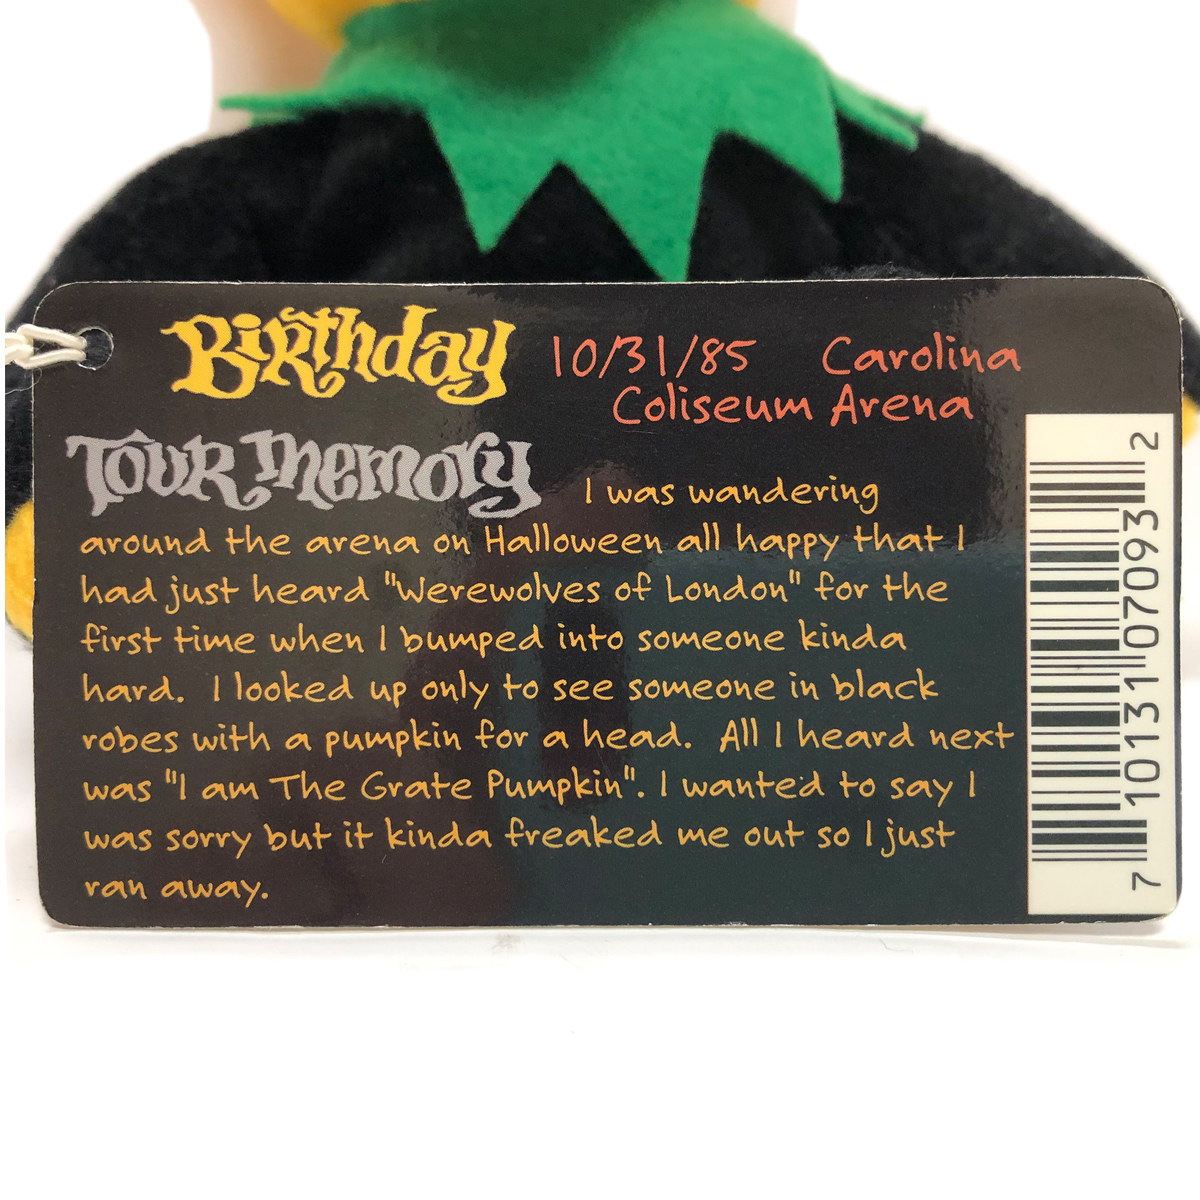 Birthday 10/31/85 Carolina
Coliseum Arena
Tour Memory I was wandering
around the arena on Halloween all happy that I
had just heard "Werewolves of London" for the
first time when I bumped into someone kinda
hard. I looked up only to see someone in black
robes with a pumpkin for a head. All I heard next
was "I am The Grate Pumpkin". I wanted to say I
was sorry but it kinda freaked me out so I just
ran away.
7 10131 07093 2